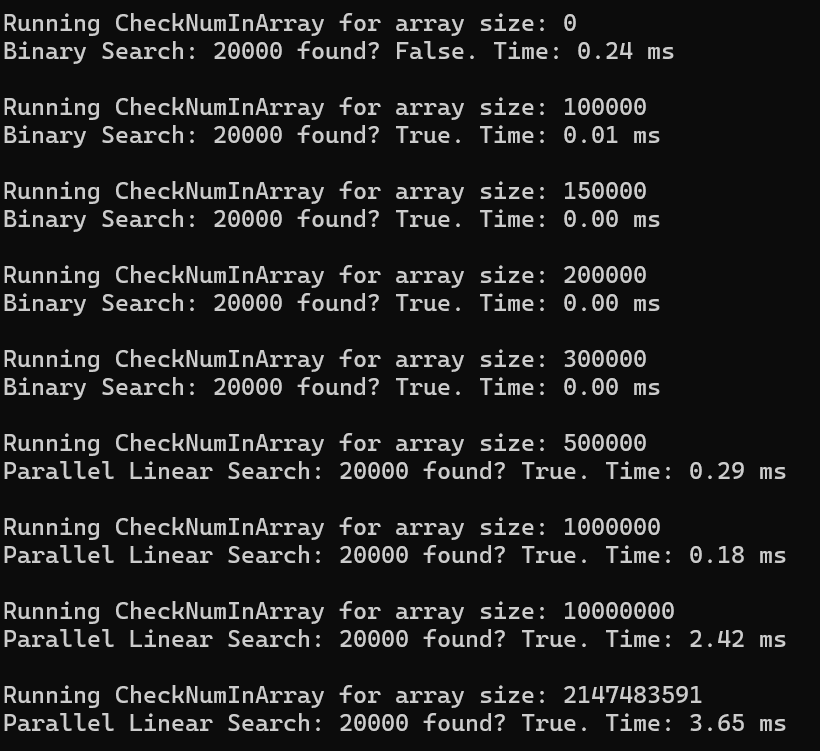 Running CheckNumInArray for array size: 0
Binary Search: 20000 found? False. Time: 0.24 ms
Running CheckNumInArray for array size: 100000
Binary Search: 20000 found? True. Time: 0.01 ms
Running CheckNumInArray for array size: 150000
Binary Search: 20000 found? True. Time: 0.00 ms
Running CheckNumInArray for array size: 200000
Binary Search: 20000 found? True. Time: 0.00 ms
Running CheckNumInArray for array size: 300000
Binary Search: 20000 found? True. Time: 0.00 ms
Running CheckNumInArray for array size: 500000
Parallel Linear Search: 20000 found? True. Time: 0.29 ms
Running CheckNumInArray for array size: 1000000
Parallel Linear Search: 20000 found? True. Time: 0.18 ms
Running CheckNumInArray for array size: 10000000
Parallel Linear Search: 20000 found? True. Time: 2.42 ms
Running CheckNumInArray for array size: 2147483591
Parallel Linear Search: 20000 found? True. Time: 3.65 ms